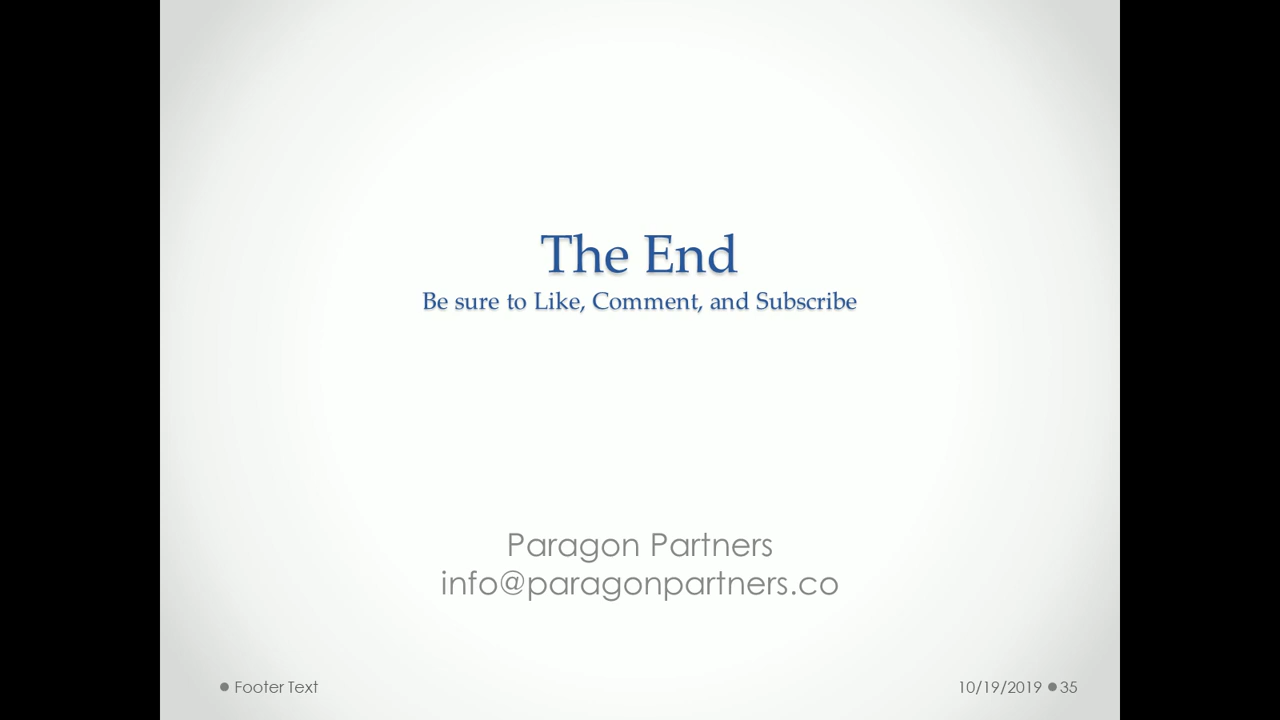 The End
Be sure to Like, Comment, and Subscribe
Paragon Partners
info@paragonpartners.co
Footer Text
10/19/2019 35